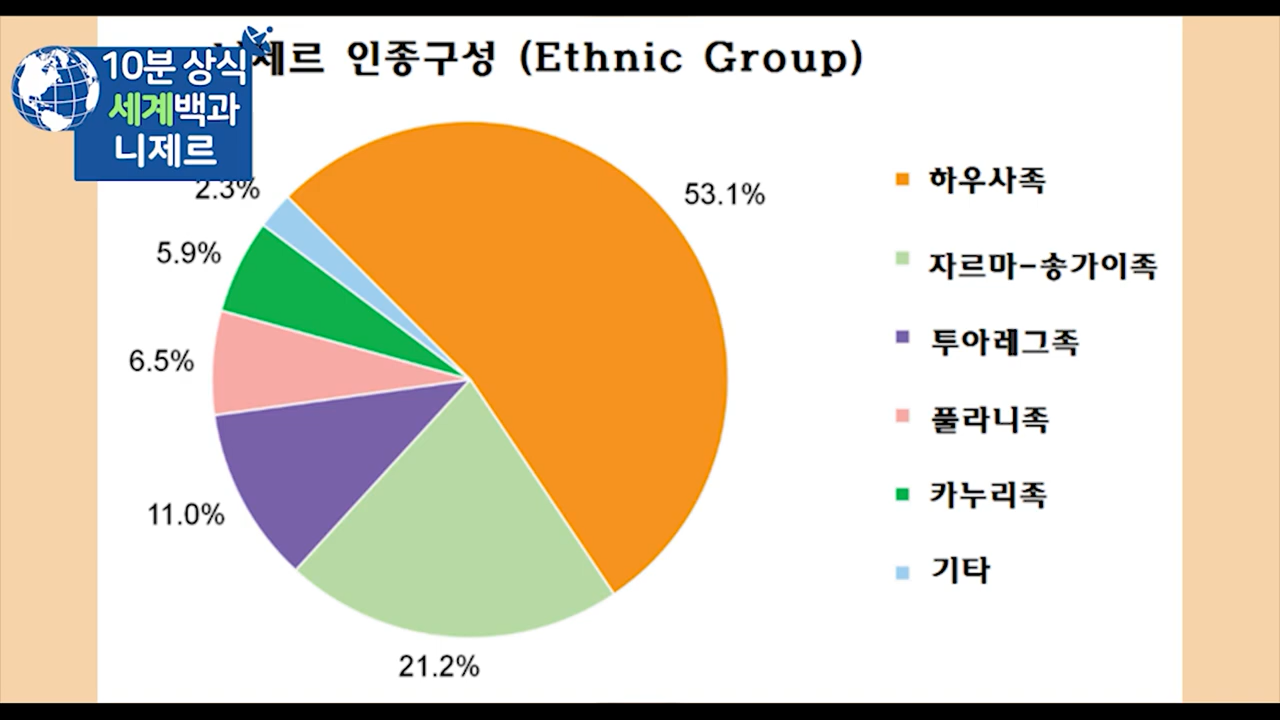 10분 상식
세계백과
니제르
제르 인종구성 (Ethnic Group)
53.1%
2.3%
5.9%
6.5%
11.0%
21.2%
하우사족
자르마-송가이족
투아레그족
풀라니족
카누리족
기타